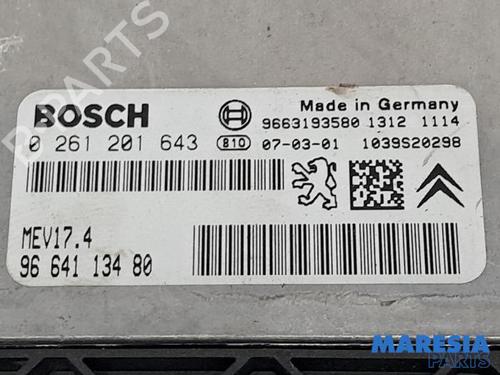 B-PARTS
BOSCH
Made in Germany
9663193580 1312 1114
0 261 201 643 810 07-03-01 1039S20298
MEV17.4
96 641 134 80
MARESIA
PARTS